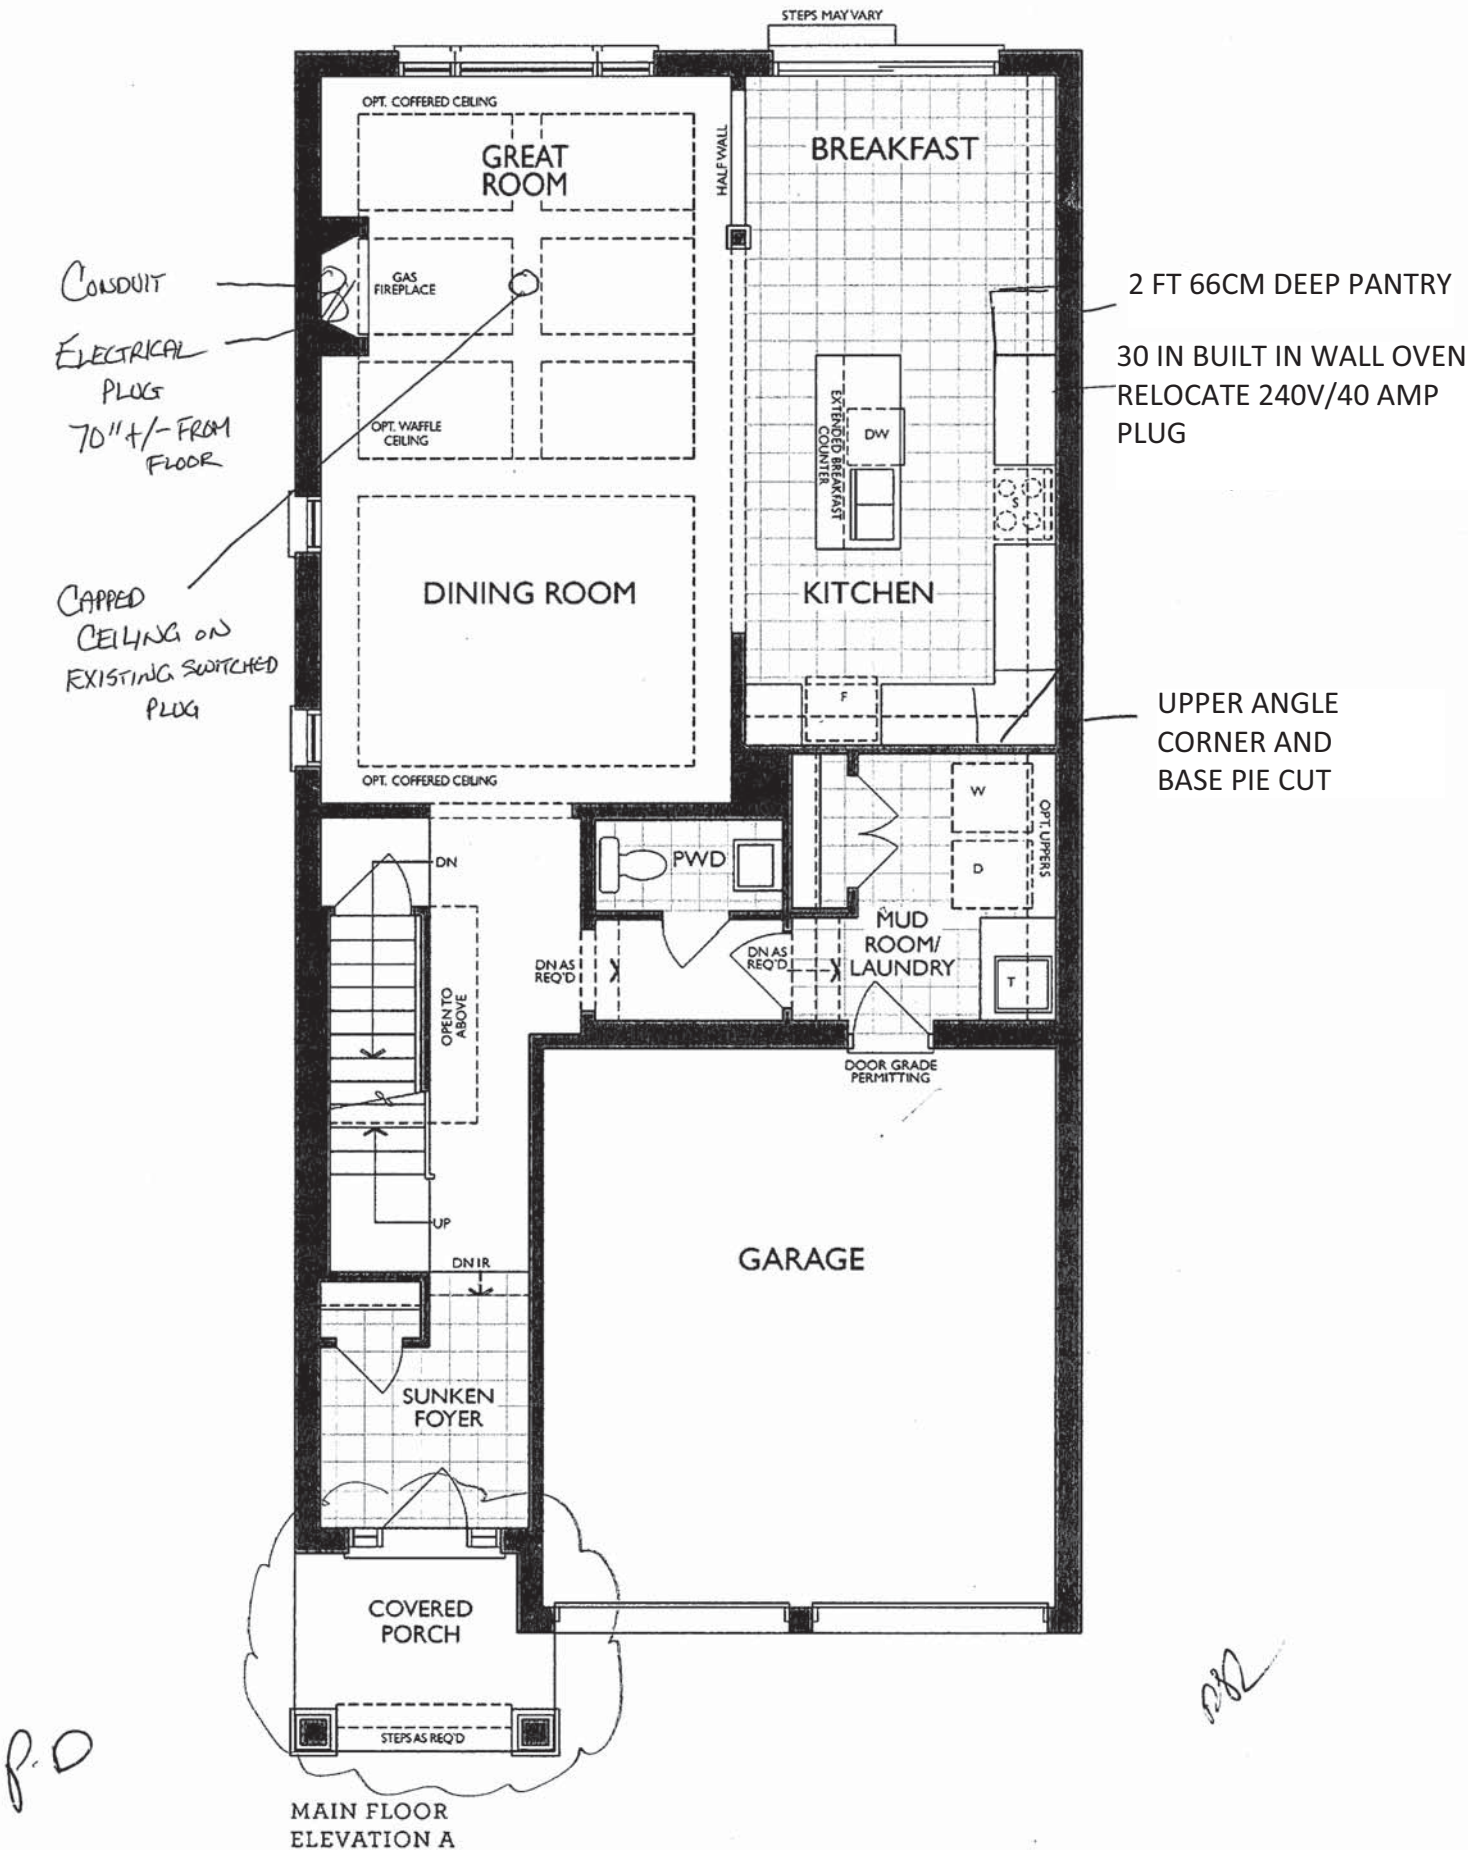 STEPS MAY VARY
OPT. COFFERED CEILING
GREAT
ROOM
HALF WALL
BREAKFAST
CONDUIT
GAS
FIREPLACE
2 FT 66CM DEEP PANTRY
ELECTRICAL
PLUG
70" +/- FROM
FLOOR
30 IN BUILT IN WALL OVEN
RELOCATE 240V/40 AMP
PLUG
OPT. WAFFLE
CEILING
EXTENDED BREAKFAST
COUNTER
DW
S
CAPPED
CEILING ON
EXISTING SWITCHED
PLUG
DINING ROOM
KITCHEN
F
UPPER ANGLE
CORNER AND
BASE PIE CUT
OPT. COFFERED CEILING
W
D
OPT. UPPERS
DN
PWD
MUD
ROOM/
LAUNDRY
DN AS
REQ'D
DN AS
REQ'D
T
OPEN TO
ABOVE
DOOR GRADE
PERMITTING
UP
DN 1R
GARAGE
SUNKEN
FOYER
COVERED
PORCH
STEPS AS REQ'D
P.D
MAIN FLOOR
ELEVATION A